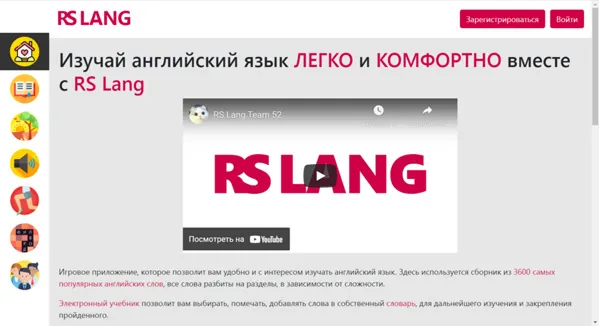 RS LANG
Зарегистрироваться Войти
Изучай английский язык ЛЕГКО и КОМФОРТНО вместе
с RS Lang
RS Lang Team 52
RS LANG
Посмотреть на YouTube
Игровое приложение, которое позволит вам удобно и с интересом изучать английский язык. Здесь используется сборник из 3600 самых
популярных английских слов, все слова разбиты на разделы, в зависимости от сложности.
Электронный учебник позволит вам выбирать, помечать, добавлять слова в собственный словарь, для дальнейшего изучения и закрепления
пройденного.